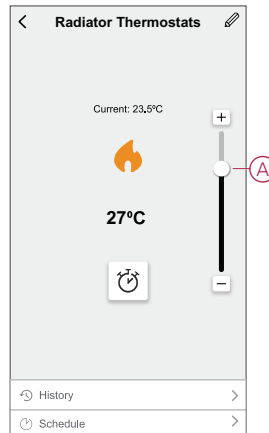 Radiator Thermostats
Current: 23.5ºC
+
A
27ºC
−
History
Schedule